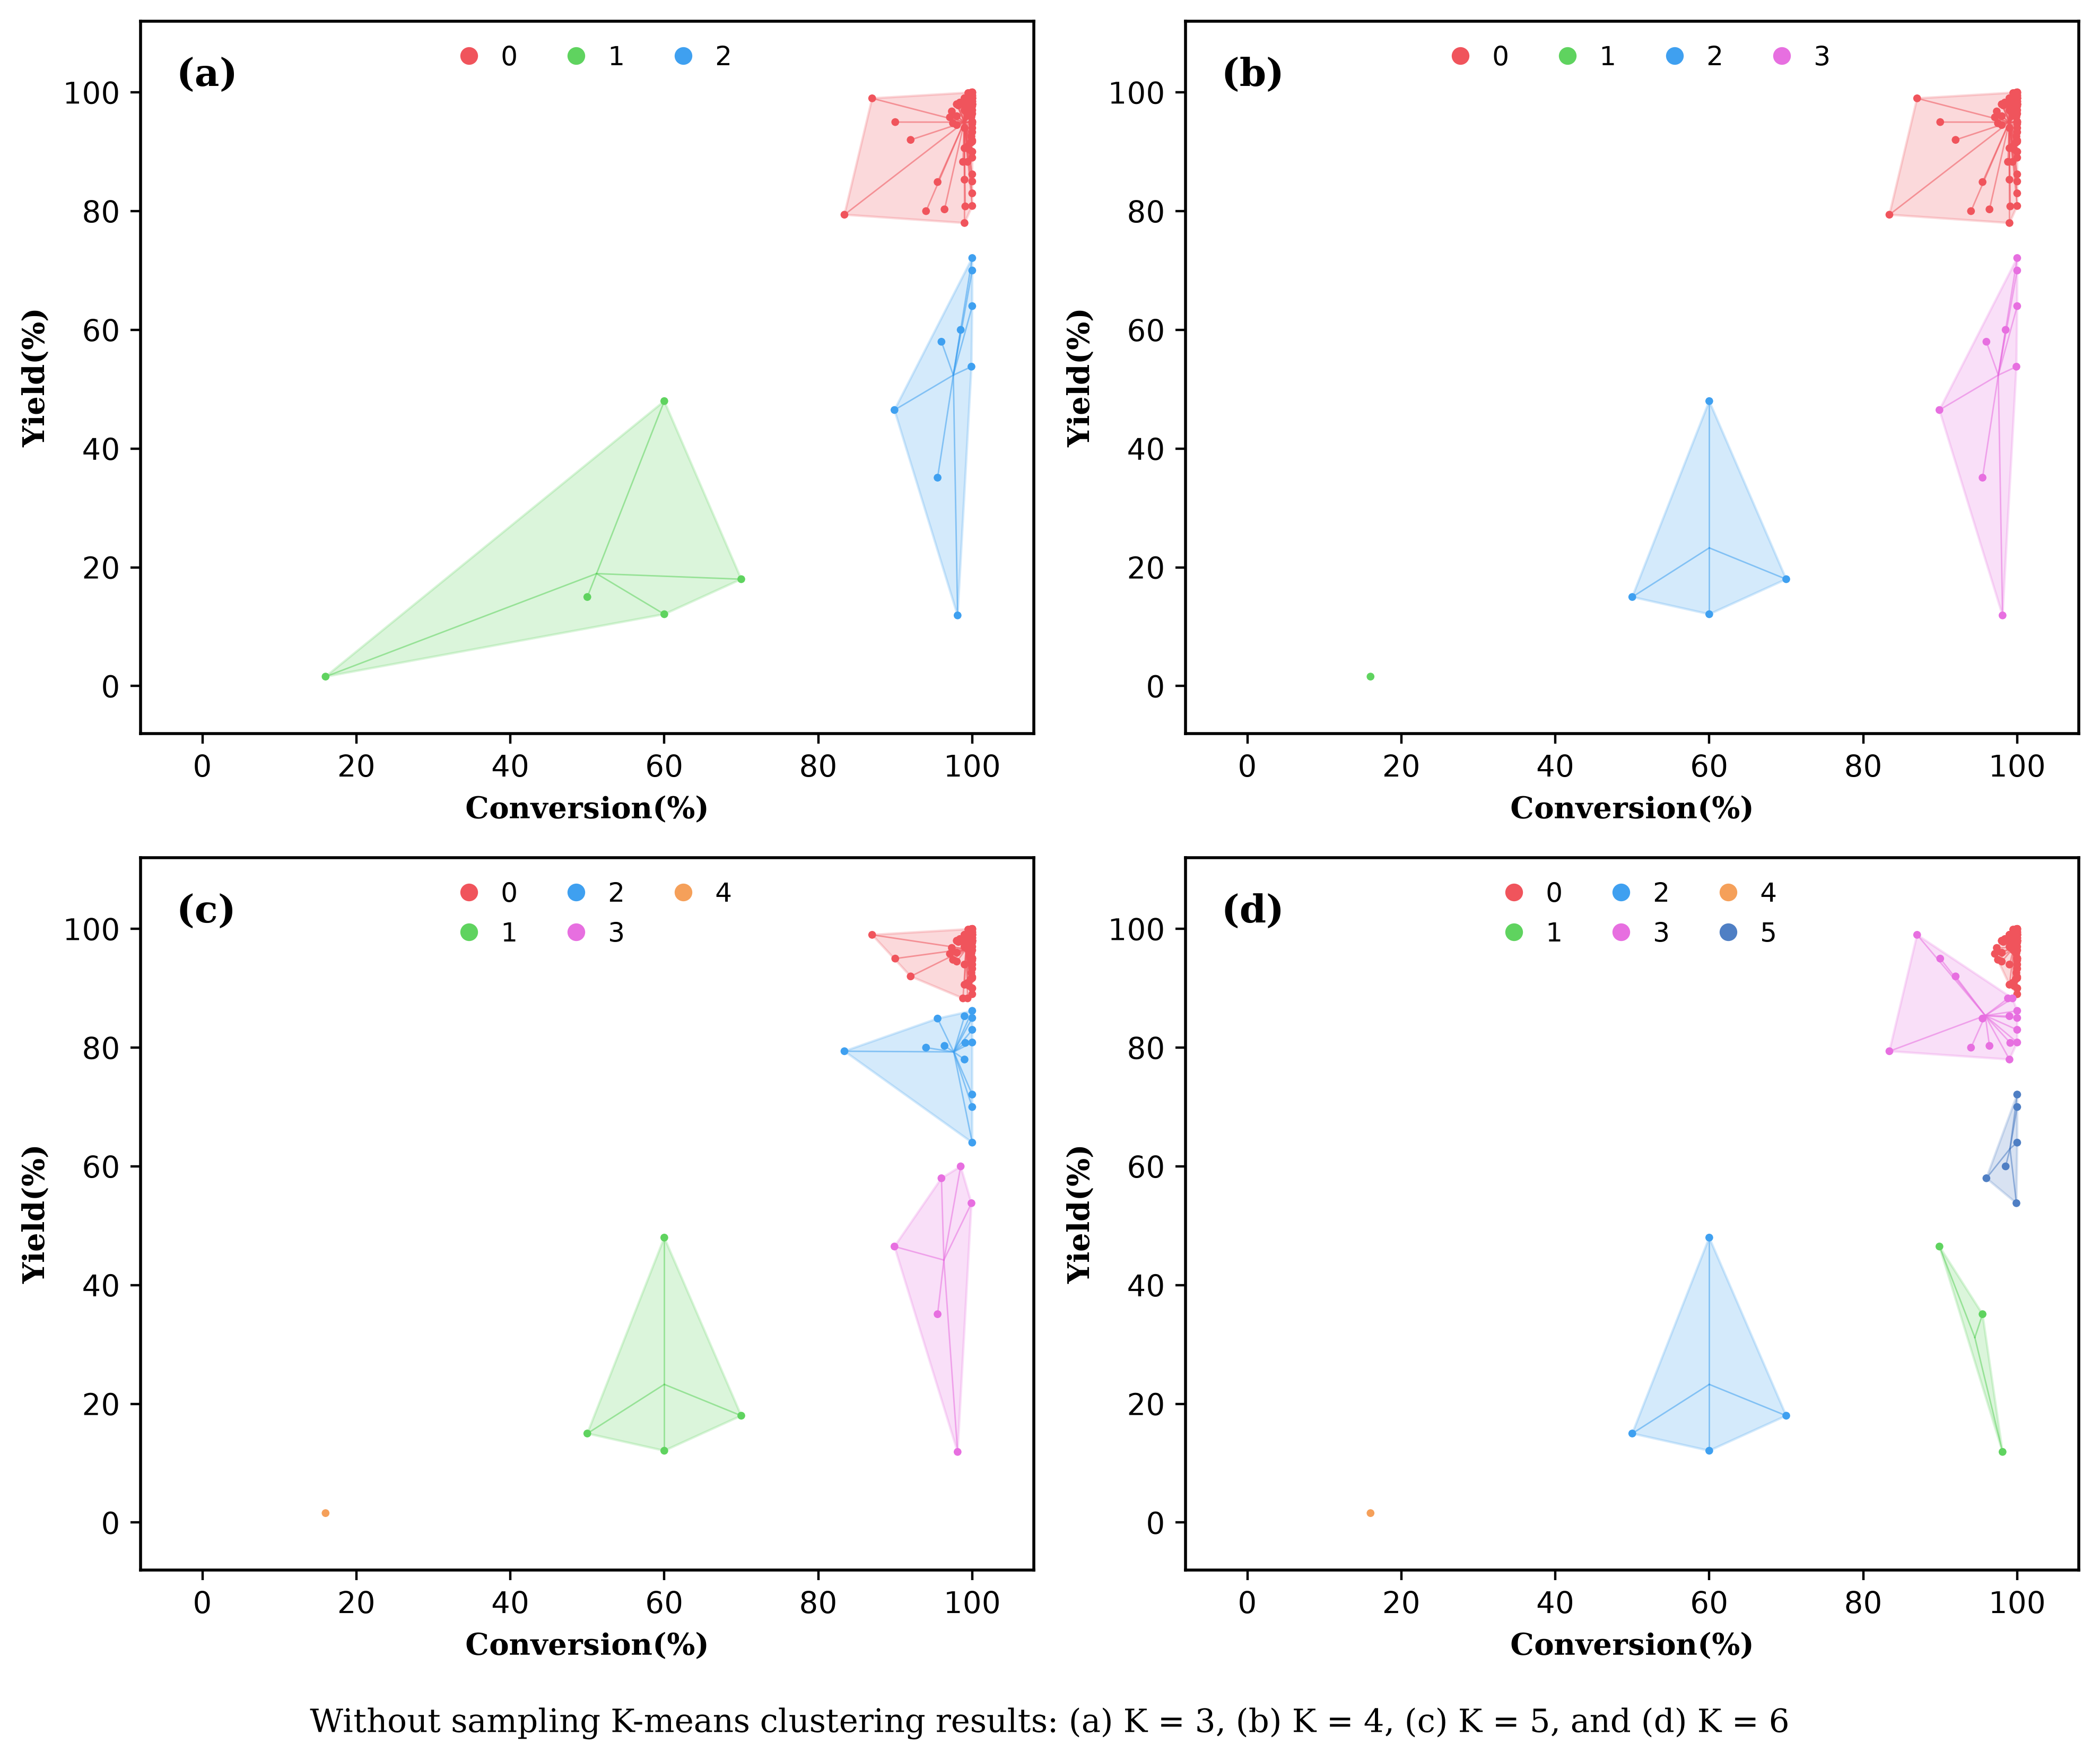 (a)
0 1 2
100
80
60
40
20
0
Yield(%)
0 20 40 60 80 100
Conversion(%)
(b)
0 1 2 3
100
80
60
40
20
0
Yield(%)
0 20 40 60 80 100
Conversion(%)
(c)
0 2 4
1 3
100
80
60
40
20
0
Yield(%)
0 20 40 60 80 100
Conversion(%)
(d)
0 2 4
1 3 5
100
80
60
40
20
0
Yield(%)
0 20 40 60 80 100
Conversion(%)
Without sampling K-means clustering results: (a) K = 3, (b) K = 4, (c) K = 5, and (d) K = 6